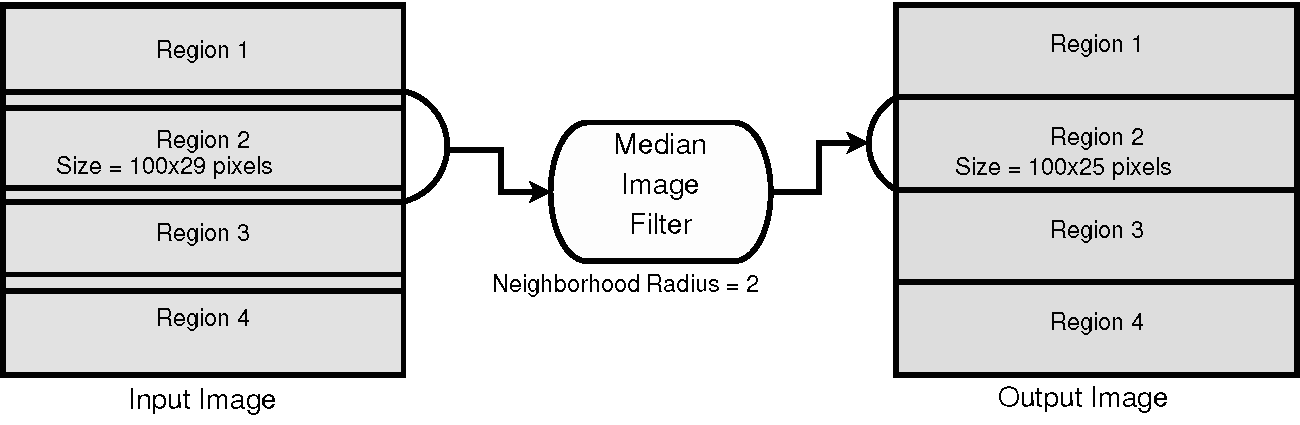 Region 1
Region 2
Size = 100x29 pixels
Region 3
Region 4
Input Image
Median
Image
Filter
Neighborhood Radius = 2
Region 1
Region 2
Size = 100x25 pixels
Region 3
Region 4
Output Image